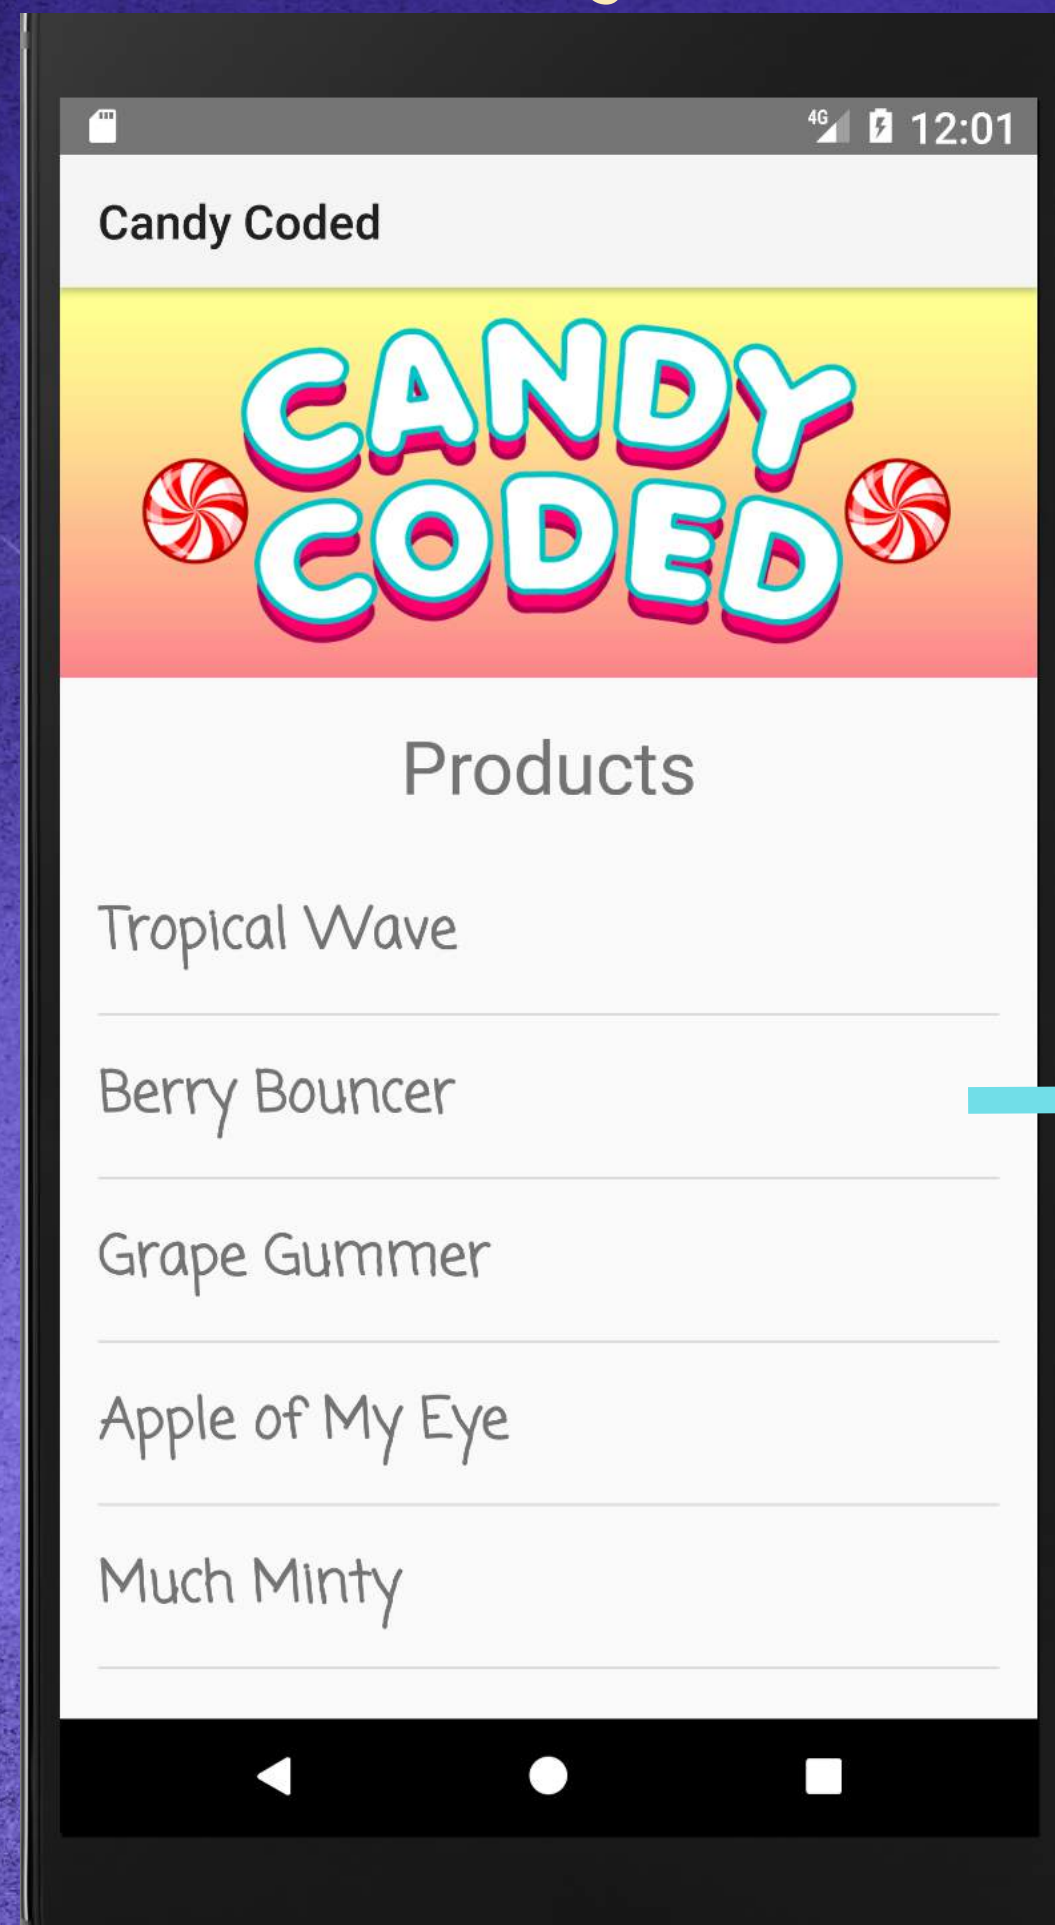 4G 12:01
Candy Coded
CANDY
CODED
Products
Tropical Wave
Berry Bouncer
Grape Gummer
Apple of My Eye
Much Minty